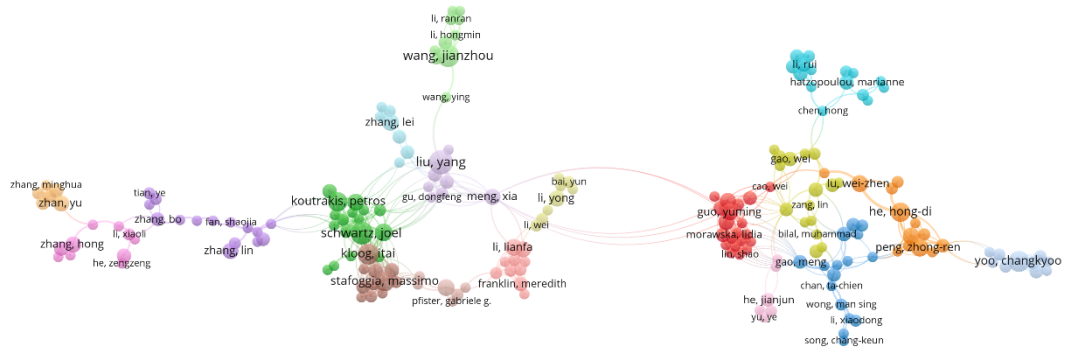 li, ranran
li, hongmin
wang, jianzhou
wang, ying
zhang, lei
liu, yang
gu, dongfeng
meng, xia
bai, yun
li, yong
li, wei
zhang, minghua
zhan, yu
tian, ye
zhang, bo
fan, shaojia
li, xiaoli
zhang, hong
he, zengzeng
zhang, lin
koutrakis, petros
schwartz, joel
kloog, itai
stafoggia, massimo
pfister, gabriele g.
li, lianfa
franklin, meredith
li, rui
hatzopoulou, marianne
chen, hong
gao, wei
cao, wei
lu, wei-zhen
guo, yuming
zang, lin
he, hong-di
morawska, lidia
bilal, muhammad
peng, zhong-ren
lin, shao
gao, meng
yoo, changkyoo
chan, ta-chien
he, jianjun
wong, man sing
yu, ye
li, xiaodong
song, chang-keun